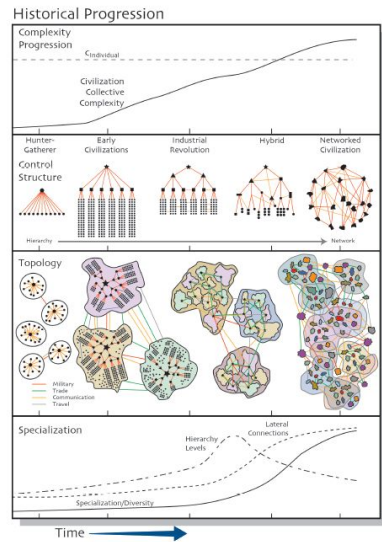 Historical Progression
Complexity
Progression
CIndividual
Civilization
Collective
Complexity
Hunter-
Gatherer
Early
Civilizations
Industrial
Revolution
Hybrid
Networked
Civilization
Control
Structure
Hierarchy
Network
Topology
Military
Trade
Communication
Travel
Specialization
Hierarchy
Levels
Lateral
Connections
Specialization/Diversity
Time